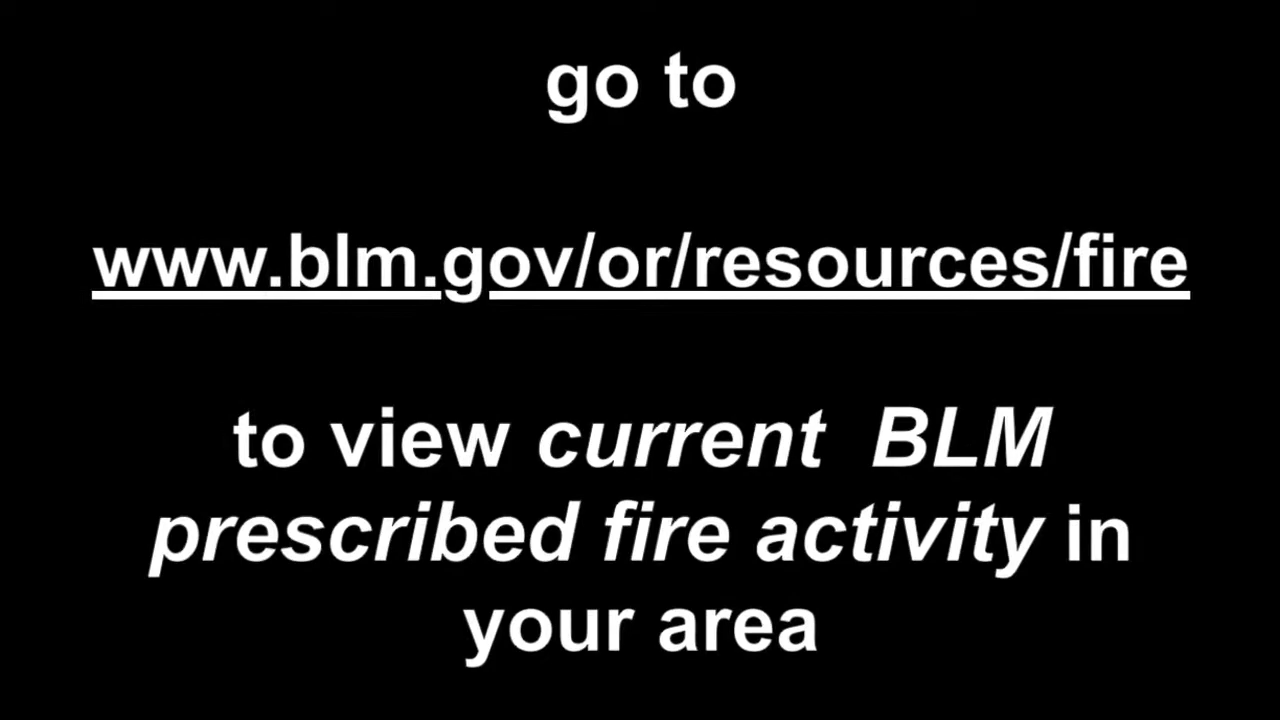 go to
www.blm.gov/or/resources/fire
to view current BLM
prescribed fire activity in
your area